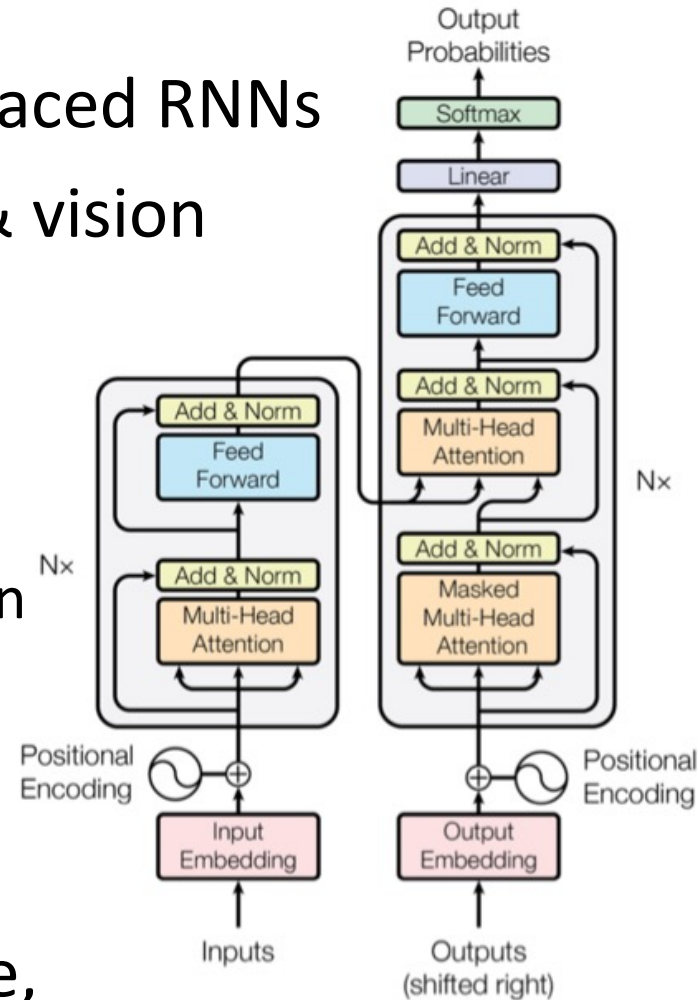 aced RNNs
& vision
n
e,
Output
Probabilities
Softmax
Linear
Add & Norm
Feed
Forward
Add & Norm
Multi-Head
Attention
Add & Norm
Masked
Multi-Head
Attention
Nx
Add & Norm
Feed
Forward
Add & Norm
Multi-Head
Attention
Nx
Positional
Encoding
Positional
Encoding
Input
Embedding
Output
Embedding
Inputs
Outputs
(shifted right)